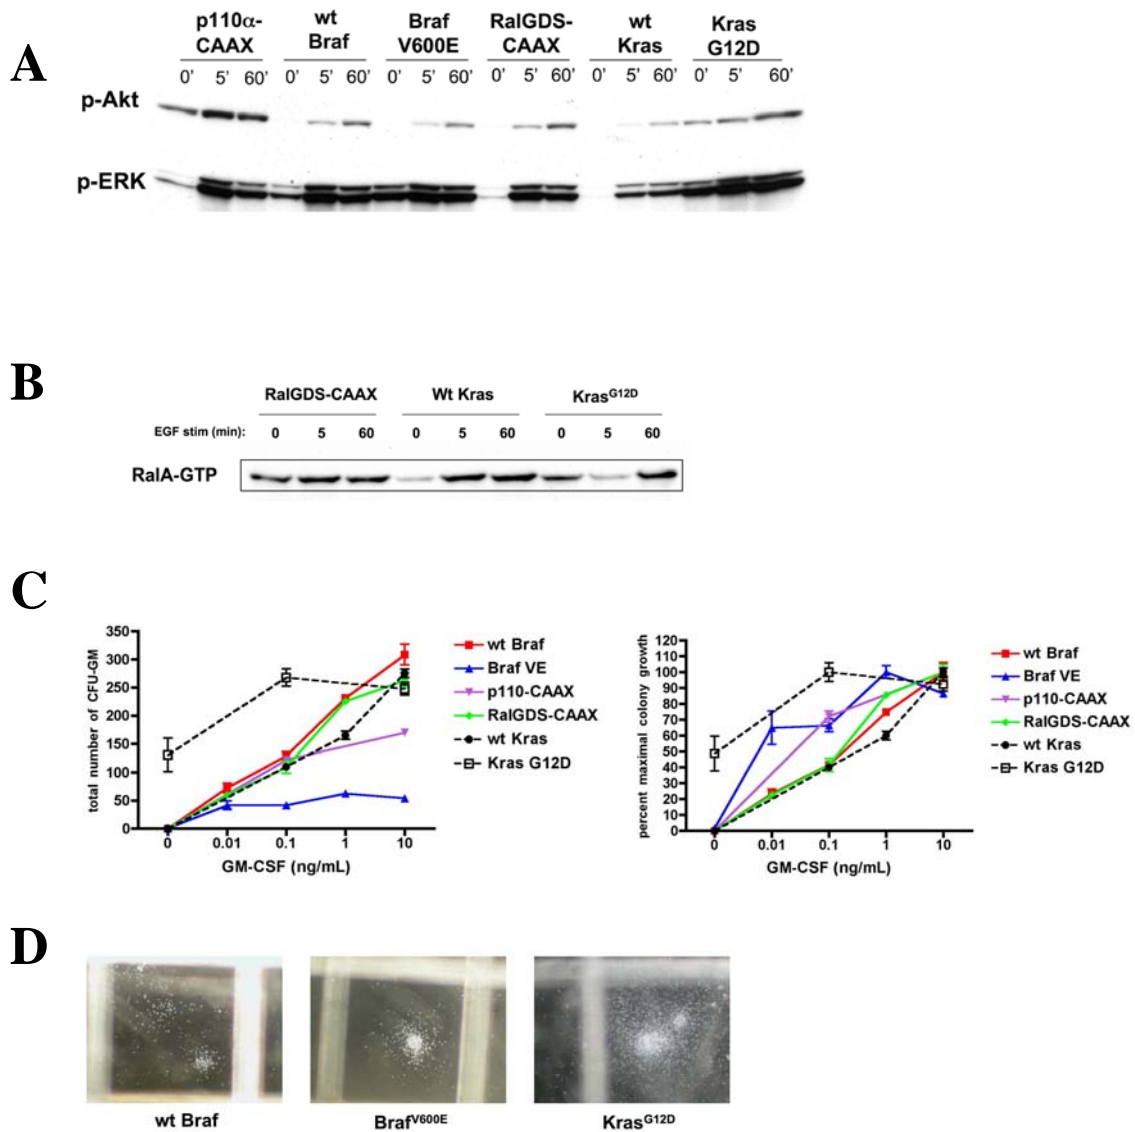 A
p110α-CAAX wt Braf Braf V600E RalGDS-CAAX wt Kras Kras G12D
0' 5' 60' 0' 5' 60' 0' 5' 60' 0' 5' 60' 0' 5' 60' 0' 5' 60'
p-Akt
p-ERK
B
RalGDS-CAAX Wt Kras KrasG12D
EGF stim (min): 0 5 60 0 5 60 0 5 60
RalA-GTP
C
total number of CFU-GM
350
300
250
200
150
100
50
0
0 0.01 0.1 1 10
GM-CSF (ng/mL)
wt Braf
Braf VE
p110-CAAX
RalGDS-CAAX
wt Kras
Kras G12D
percent maximal colony growth
120
110
100
90
80
70
60
50
40
30
20
10
0
0 0.01 0.1 1 10
GM-CSF (ng/mL)
wt Braf
Braf VE
p110-CAAX
RalGDS-CAAX
wt Kras
Kras G12D
D
wt Braf BrafV600E KrasG12D